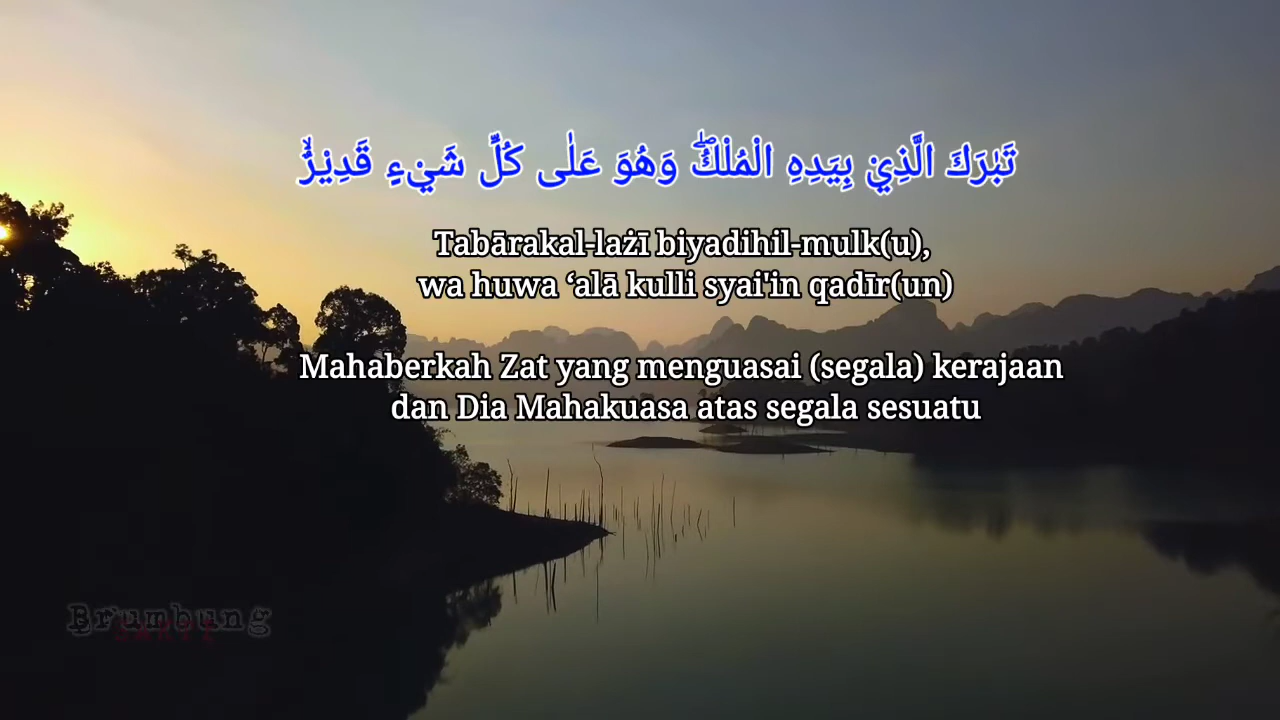 تَبٰرَكَ الَّذِيْ بِيَدِهِ الْمُلْكُۖ وَهُوَ عَلٰى كُلِّ شَيْءٍ قَدِيْرٌۙ
Tabārakal-lażī biyadihil-mulk(u),
wa huwa ‘alā kulli syai'in qadīr(un)
Mahaberkah Zat yang menguasai (segala) kerajaan
dan Dia Mahakuasa atas segala sesuatu
Brumbung